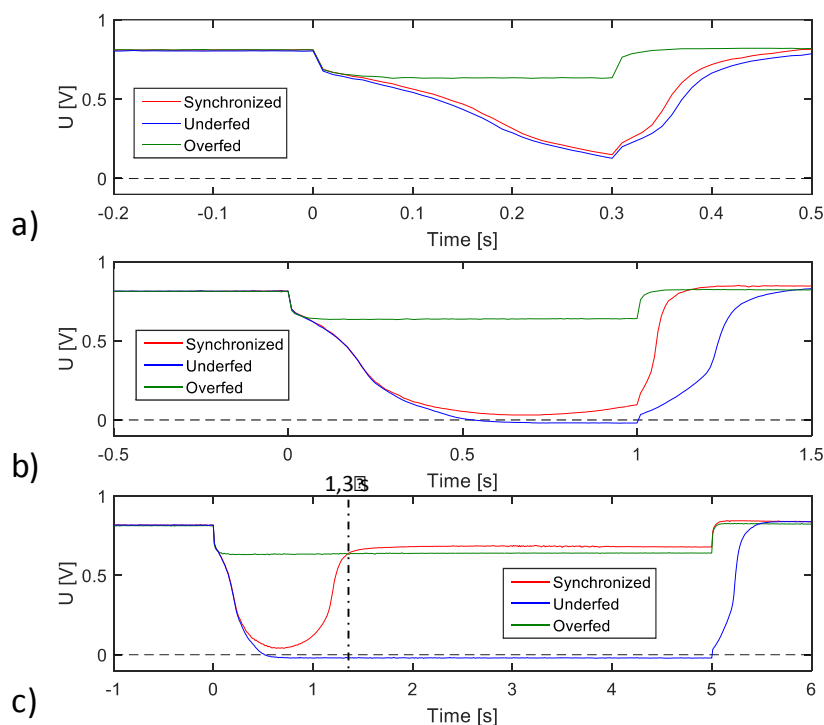 1
U [V]
0.5
0
Synchronized
Underfed
Overfed
-0.2 -0.1 0 0.1 0.2 0.3 0.4 0.5
Time [s]
a)
1
U [V]
0.5
0
Synchronized
Underfed
Overfed
-0.5 0 0.5 1 1.5
Time [s]
b)
1,3 s
1
U [V]
0.5
0
Synchronized
Underfed
Overfed
-1 0 1 2 3 4 5 6
Time [s]
c)